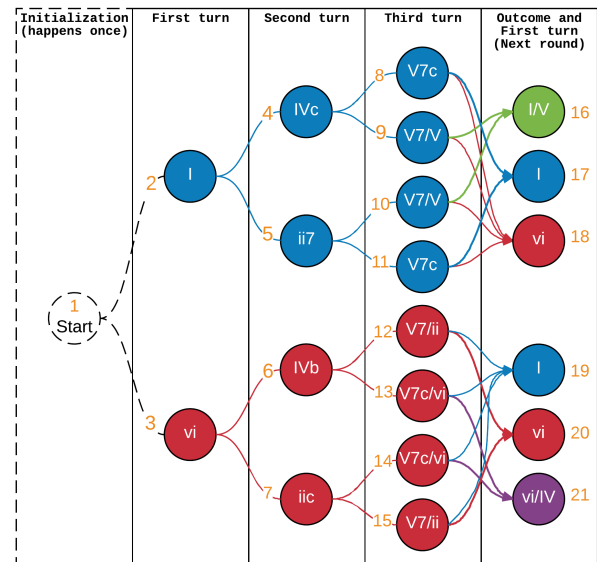 Initialization
(happens once)
First turn
Second turn
Third turn
Outcome and
First turn
(Next round)
1
Start
2
3
I
vi
4
5
6
7
IVc
ii7
IVb
iic
8
9
10
11
12
13
14
15
V7c
V7/V
V7/V
V7c
V7/ii
V7c/vi
V7c/vi
V7/ii
I/V
16
I
17
vi
18
I
19
vi
20
vi/IV
21